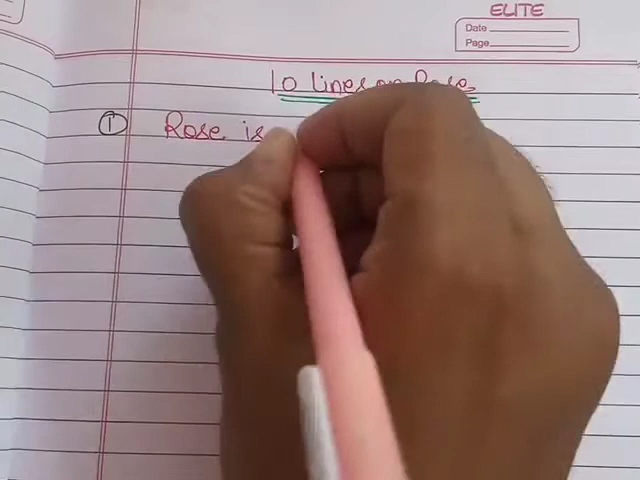 ELITE
Date
Page
10 lines on Rose
① Rose is